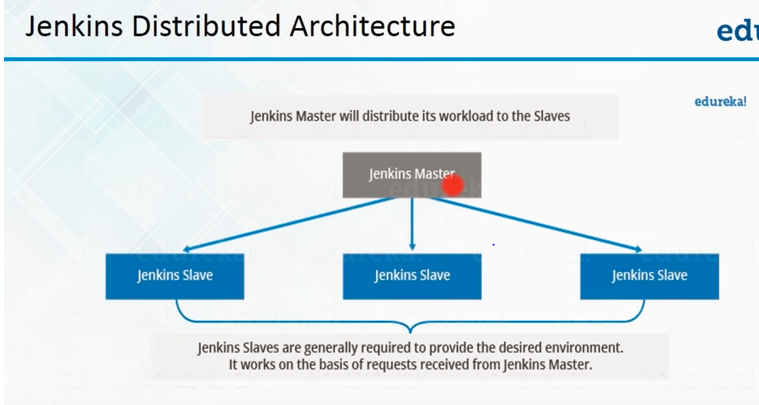 Jenkins Distributed Architecture
edu
edureka!
Jenkins Master will distribute its workload to the Slaves
Jenkins Master
Jenkins Slave
Jenkins Slave
Jenkins Slave
Jenkins Slaves are generally required to provide the desired environment.
It works on the basis of requests received from Jenkins Master.